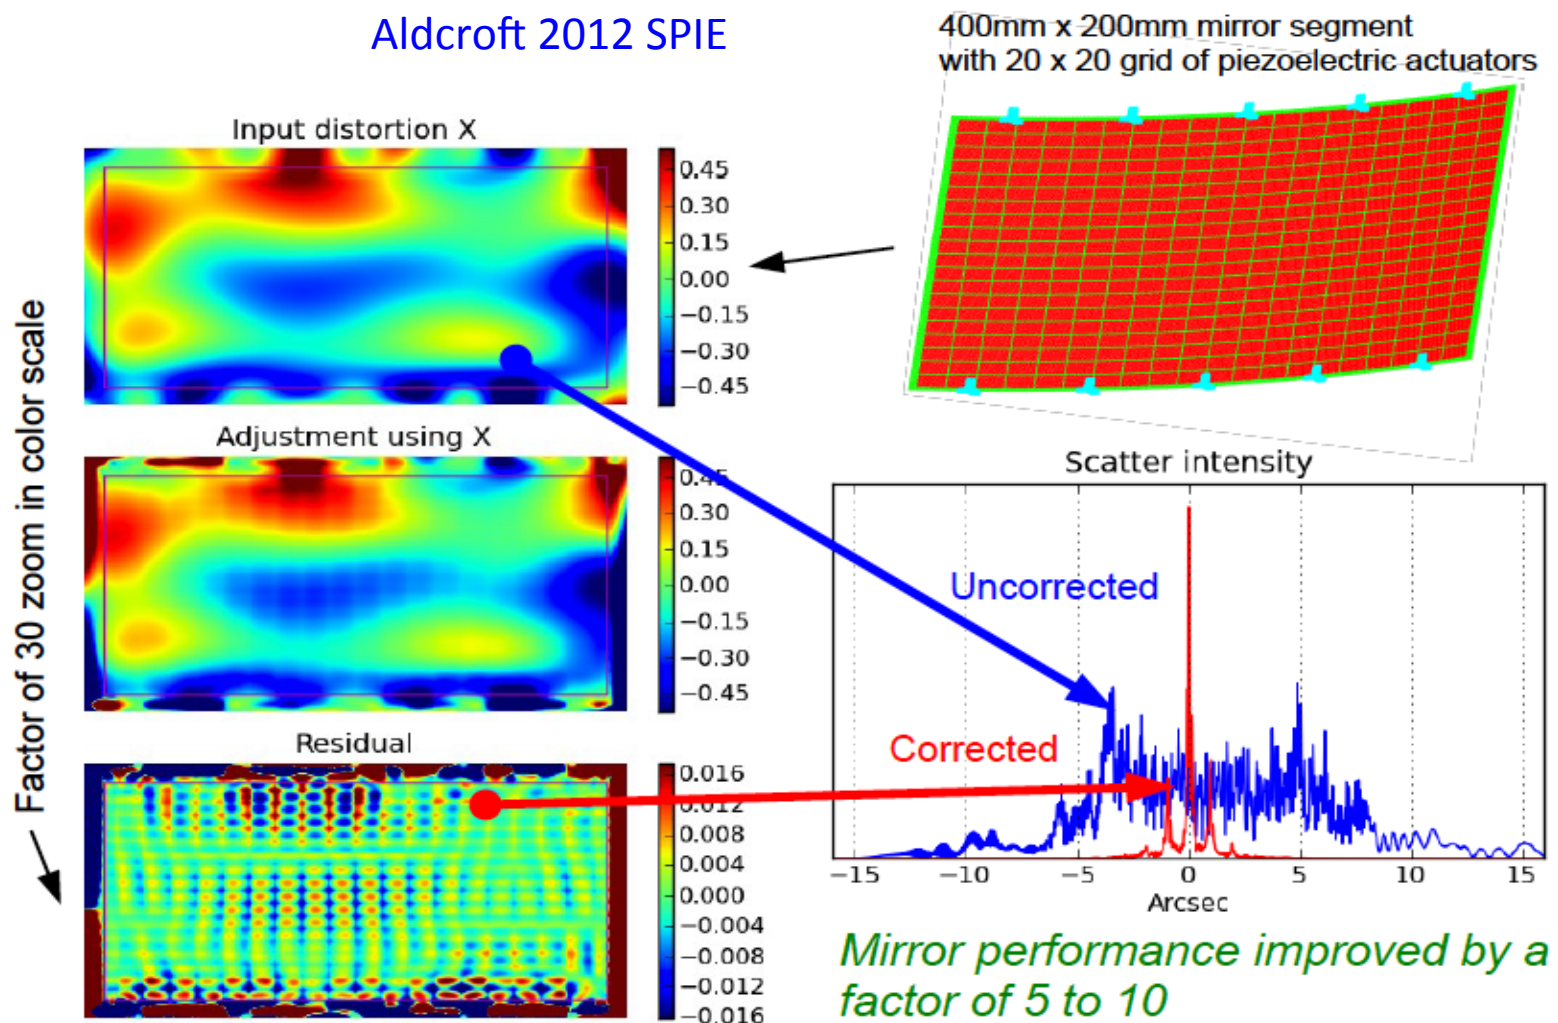 Aldcroft 2012 SPIE
400mm x 200mm mirror segment
with 20 x 20 grid of piezoelectric actuators
Input distortion X
0.45
0.30
0.15
0.00
−0.15
−0.30
−0.45
Factor of 30 zoom in color scale
Adjustment using X
0.45
0.30
0.15
0.00
−0.15
−0.30
−0.45
Residual
0.016
0.012
0.008
0.004
0.000
−0.004
−0.008
−0.012
−0.016
Scatter intensity
Uncorrected
Corrected
−15
−10
−5
0
5
10
15
Arcsec
Mirror performance improved by a
factor of 5 to 10